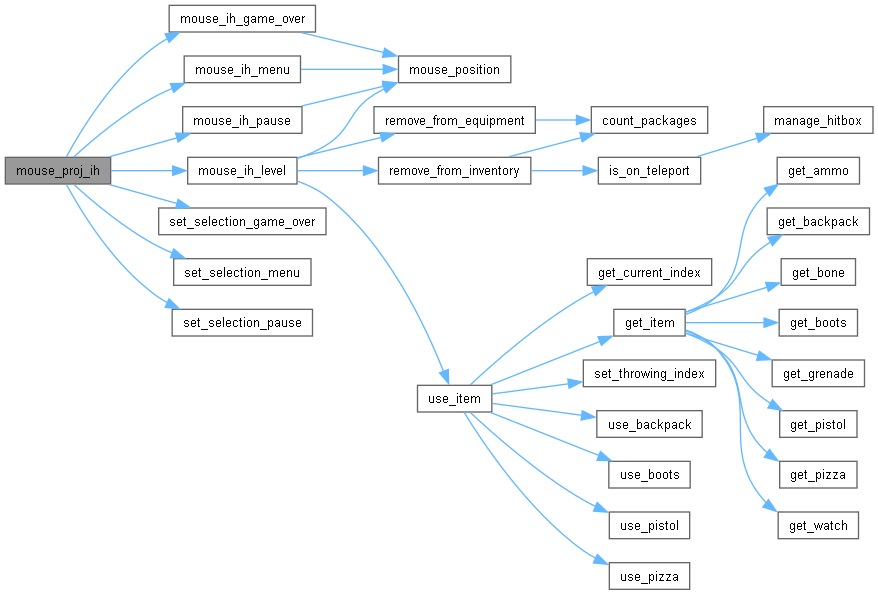 mouse_ih_game_over
mouse_ih_menu
mouse_position
mouse_ih_pause
remove_from_equipment
count_packages
manage_hitbox
mouse_proj_ih
mouse_ih_level
remove_from_inventory
is_on_teleport
get_ammo
set_selection_game_over
get_backpack
set_selection_menu
get_current_index
get_bone
set_selection_pause
get_item
get_boots
set_throwing_index
get_grenade
use_item
use_backpack
get_pistol
use_boots
get_pizza
use_pistol
get_watch
use_pizza